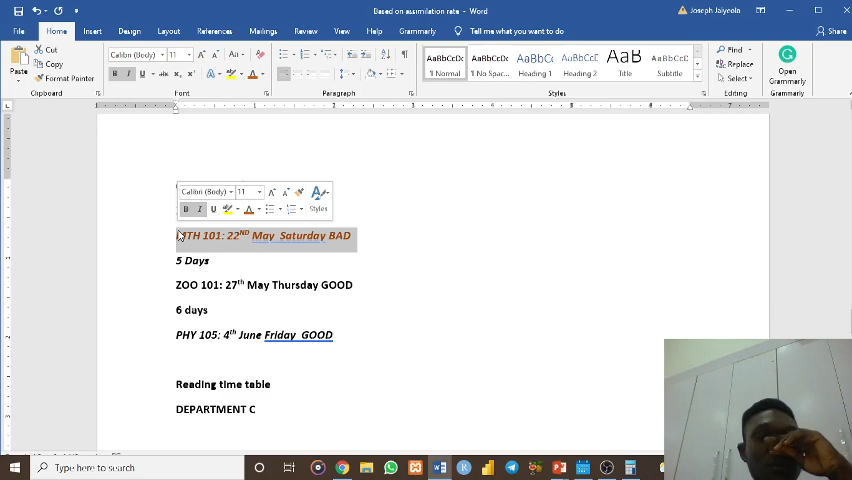 Based on assimilation rate - Word
Joseph Jaiyeola
File Home Insert Design Layout References Mailings Review View Help Grammarly Tell me what you want to do Share
Paste Cut Copy Format Painter
Calibri (Body) 11
Find Replace Select
Open Grammarly
AaBbCcDc AaBbCcDc AaBbCc AaBbCcC AaB AaBbCcC
¶ Normal ¶ No Spac... Heading 1 Heading 2 Title Subtitle
Clipboard Font Paragraph Styles Editing Grammarly
Calibri (Body) 11
B I U Styles
MTH 101: 22ND May Saturday BAD
5 Days
ZOO 101: 27th May Thursday GOOD
6 days
PHY 105: 4th June Friday GOOD
Reading time table
DEPARTMENT C
Type here to search